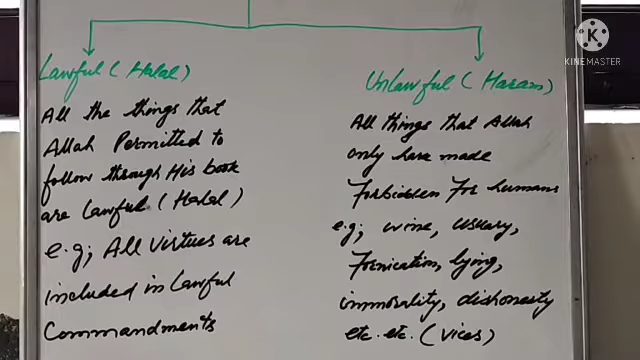 Lawful (Halal)
All the things that
Allah Permitted to
follow through His book
are lawful (Halal)
e.g; All virtues are
included in Lawful
Commandments
Unlawful (Haram)
All things that Allah
only have made
Forbidden For humans
e.g; wine, usuary,
Fornication, lying,
immorality, dishonesty
etc. etc. (vices)
KINEMASTER